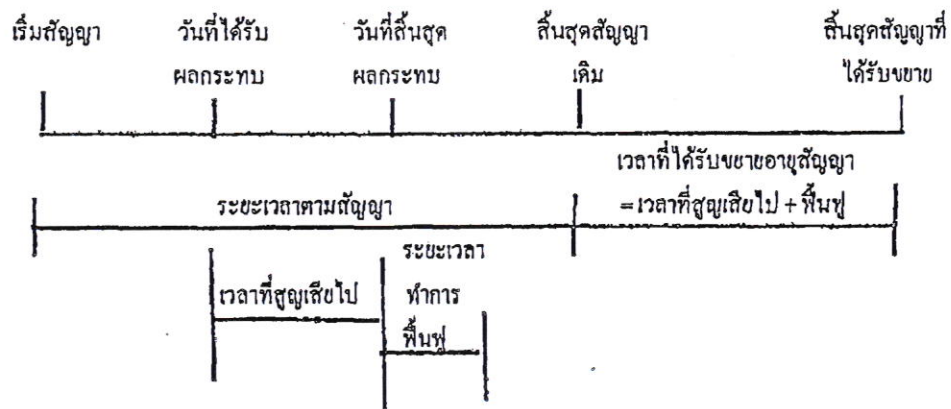 เริ่มสัญญา วันที่ได้รับ วันที่สิ้นสุด สิ้นสุดสัญญา สิ้นสุดสัญญาที่
ผลกระทบ ผลกระทบ เดิม ได้รับขยาย
เวลาที่ได้รับขยายอายุสัญญา
ระยะเวลาตามสัญญา =เวลาที่สูญเสียไป + ฟื้นฟู
ระยะเวลา
เวลาที่สูญเสียไป ทำการ
ฟื้นฟู